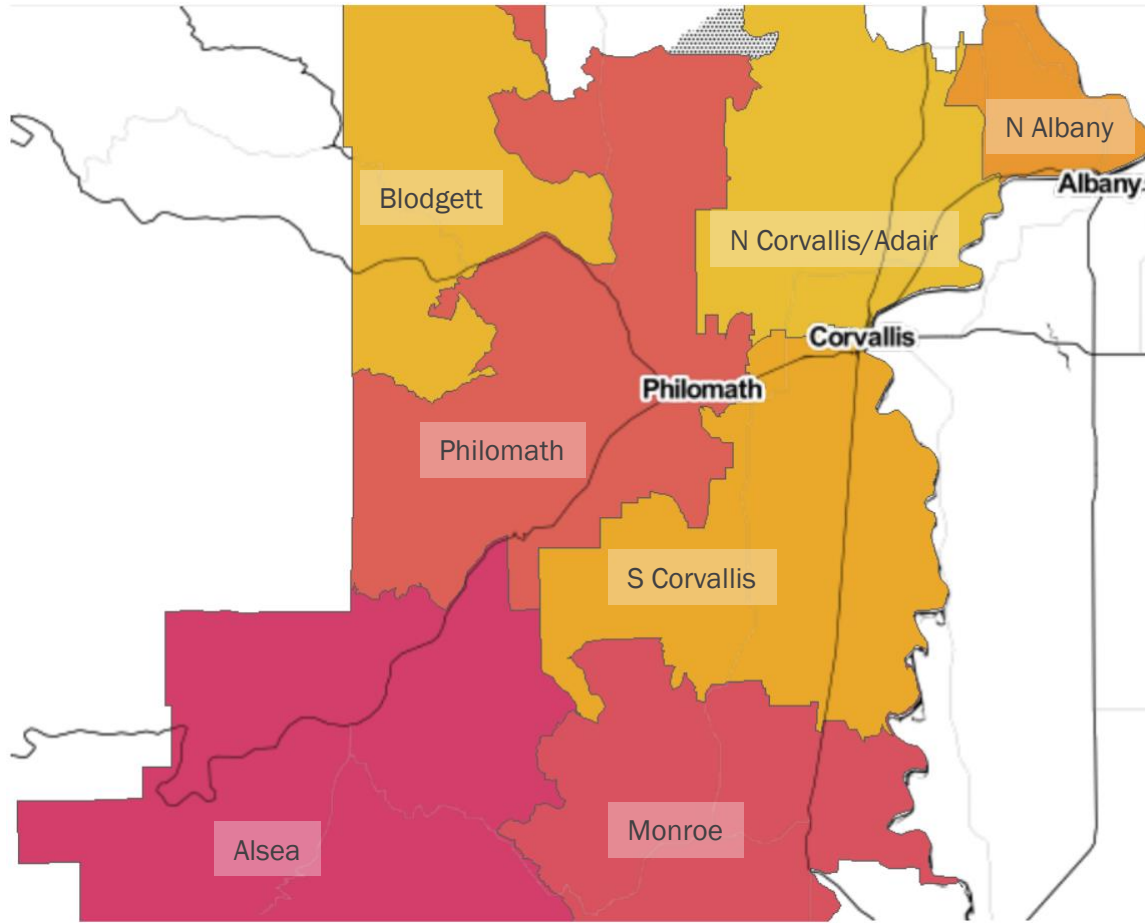 N Albany
Albany
Blodgett
N Corvallis/Adair
Corvallis
Philomath
Philomath
S Corvallis
Monroe
Alsea